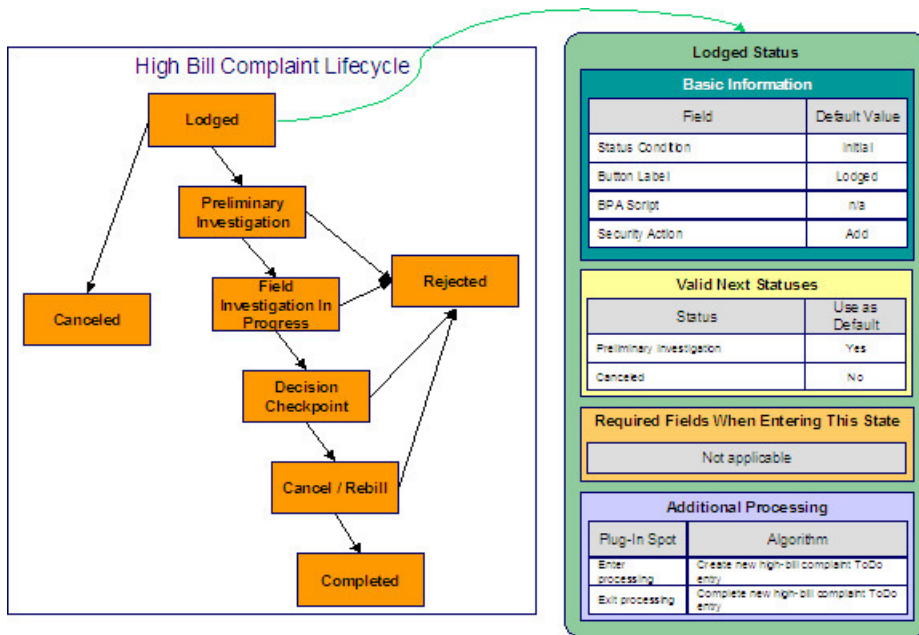 High Bill Complaint Lifecycle
Lodged
Preliminary
Investigation
Field
Investigation In
Progress
Rejected
Canceled
Decision
Checkpoint
Cancel / Rebill
Completed
Lodged Status
Basic Information
Field Default Value
Status Condition Initial
Button Label Lodged
BPA Script n/a
Security Action Add
Valid Next Statuses
Status Use as
Default
Preliminary Investigation Yes
Canceled No
Required Fields When Entering This State
Not applicable
Additional Processing
Plug-In Spot Algorithm
Enter Create new high-bill complaint ToDo
processing entry
Exit processing Complete new high-bill complaint ToDo
entry